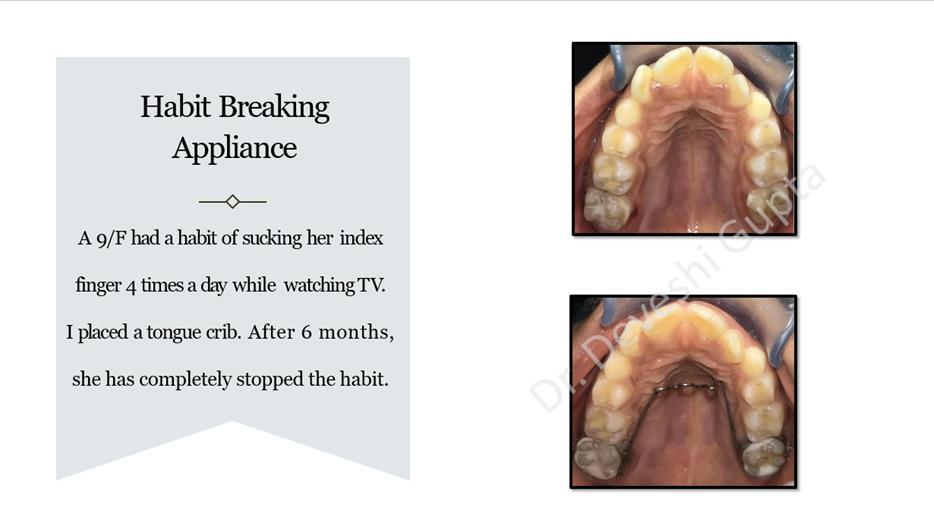 Habit Breaking
Appliance
A 9/F had a habit of sucking her index
finger 4 times a day while watching TV.
I placed a tongue crib. After 6 months,
she has completely stopped the habit.
Dr. Doveshi Gupta